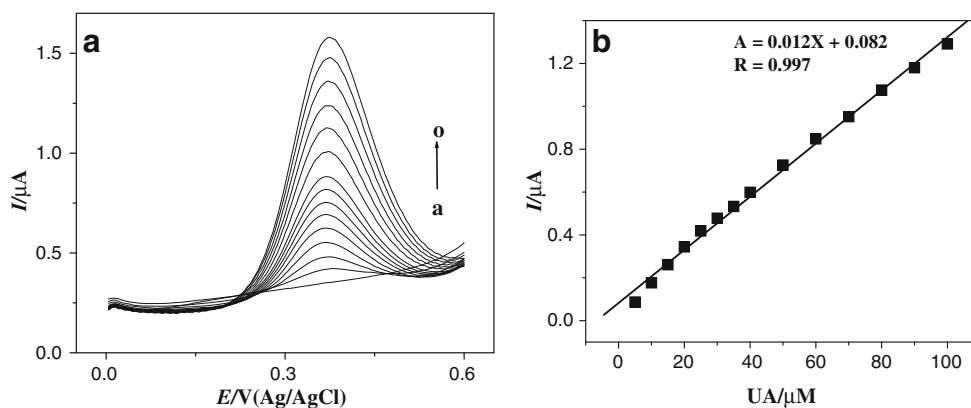 a
1.5
1.0
0.5
0.0
I/µA
o
a
0.0
0.3
0.6
E/V(Ag/AgCl)
b
A = 0.012X + 0.082
R = 0.997
1.2
0.8
0.4
0.0
I/µA
0
20
40
60
80
100
UA/µM